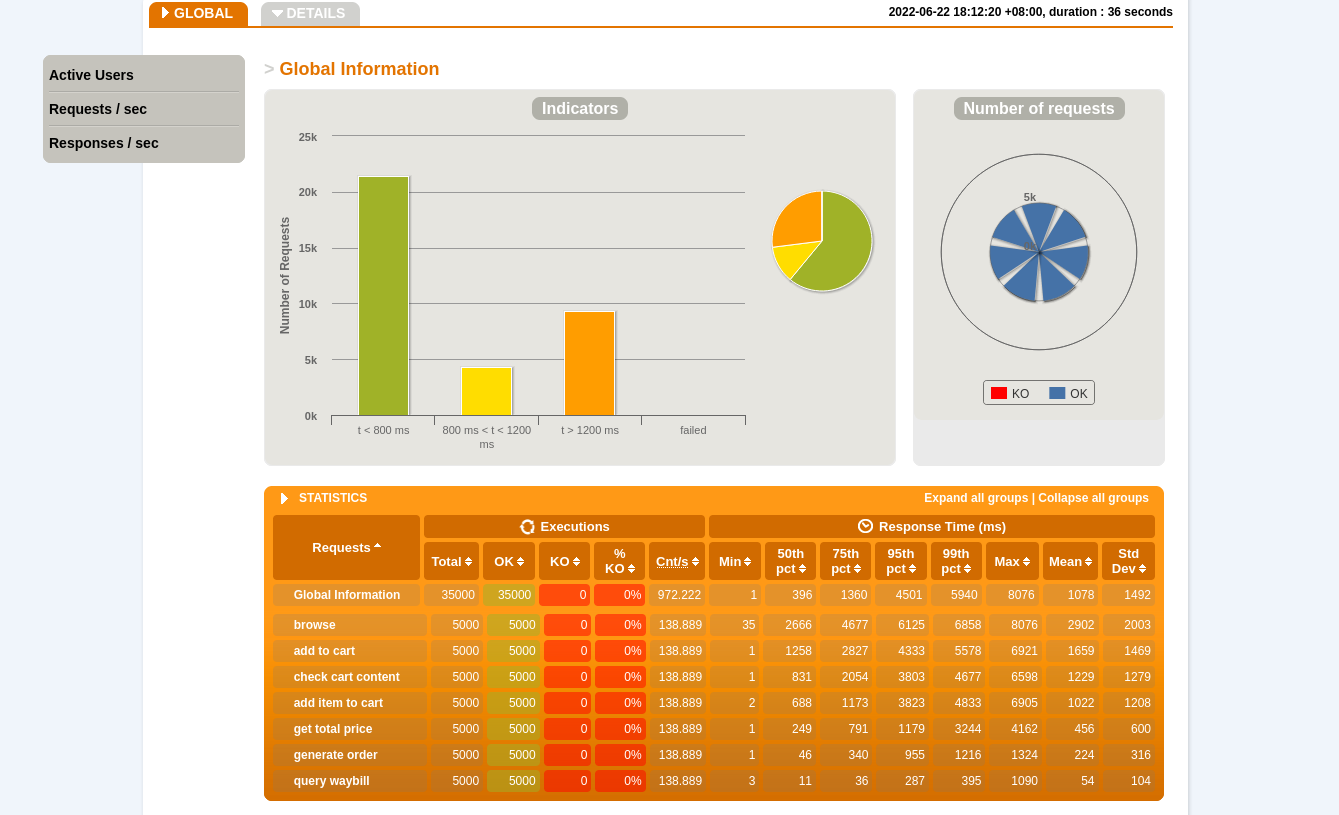 GLOBAL DETAILS 2022-06-22 18:12:20 +08:00, duration : 36 seconds
Active Users
Requests / sec
Responses / sec
> Global Information
Indicators
Number of Requests
25k
20k
15k
10k
5k
0k
t < 800 ms
800 ms < t < 1200
ms
t > 1200 ms
failed
Number of requests
5k
KO OK
STATISTICS Expand all groups | Collapse all groups
Requests Executions Response Time (ms)
Total OK KO % KO Cnt/s Min 50th pct 75th pct 95th pct 99th pct Max Mean Std Dev
Global Information 35000 35000 0 0% 972.222 1 396 1360 4501 5940 8076 1078 1492
browse 5000 5000 0 0% 138.889 35 2666 4677 6125 6858 8076 2902 2003
add to cart 5000 5000 0 0% 138.889 1 1258 2827 4333 5578 6921 1659 1469
check cart content 5000 5000 0 0% 138.889 1 831 2054 3803 4677 6598 1229 1279
add item to cart 5000 5000 0 0% 138.889 2 688 1173 3823 4833 6905 1022 1208
get total price 5000 5000 0 0% 138.889 1 249 791 1179 3244 4162 456 600
generate order 5000 5000 0 0% 138.889 1 46 340 955 1216 1324 224 316
query waybill 5000 5000 0 0% 138.889 3 11 36 287 395 1090 54 104